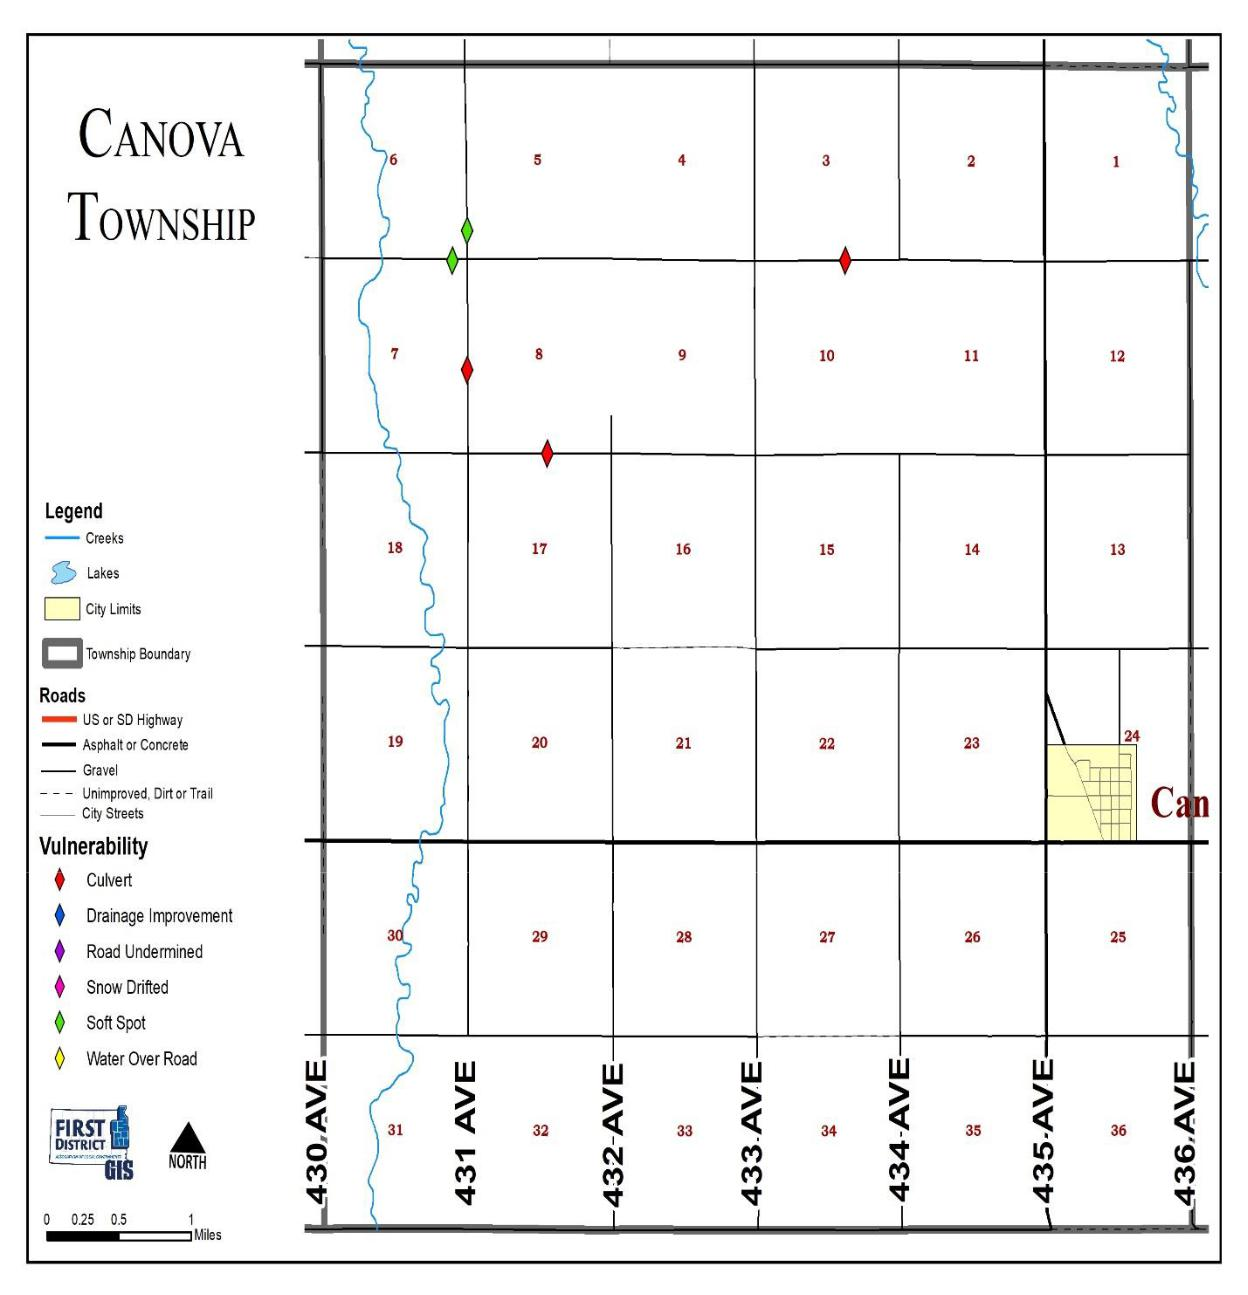 CANOVA
TOWNSHIP
6
5
4
3
2
1
7
8
9
10
11
12
18
17
16
15
14
13
19
20
21
22
23
24
Can
30
29
28
27
26
25
31
32
33
34
35
36
430 AVE
431 AVE
432 AVE
433 AVE
434 AVE
435 AVE
436 AVE
Legend
Creeks
Lakes
City Limits
Township Boundary
Roads
US or SD Highway
Asphalt or Concrete
Gravel
Unimproved, Dirt or Trail
City Streets
Vulnerability
Culvert
Drainage Improvement
Road Undermined
Snow Drifted
Soft Spot
Water Over Road
FIRST
DISTRICT
GIS
NORTH
0 0.25 0.5 1
Miles